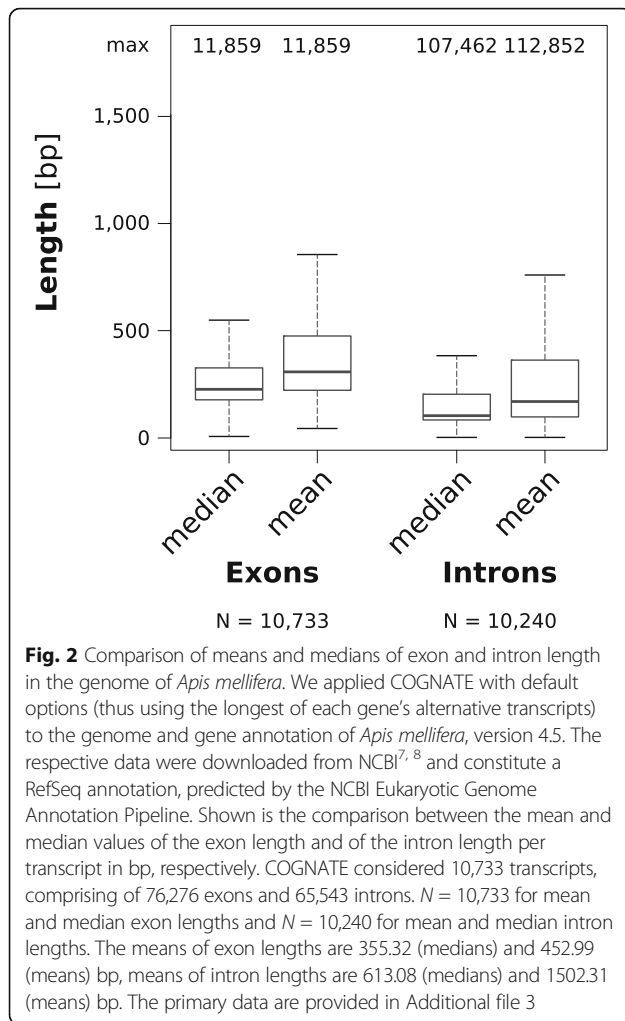 max 11,859 11,859 107,462 112,852
1,500
1,000
500
0
Length [bp]
median mean median mean
Exons Introns
N = 10,733 N = 10,240
Fig. 2 Comparison of means and medians of exon and intron length
in the genome of Apis mellifera. We applied COGNATE with default
options (thus using the longest of each gene's alternative transcripts)
to the genome and gene annotation of Apis mellifera, version 4.5. The
respective data were downloaded from NCBI7, 8 and constitute a
RefSeq annotation, predicted by the NCBI Eukaryotic Genome
Annotation Pipeline. Shown is the comparison between the mean and
median values of the exon length and of the intron length per
transcript in bp, respectively. COGNATE considered 10,733 transcripts,
comprising of 76,276 exons and 65,543 introns. N = 10,733 for mean
and median exon lengths and N = 10,240 for mean and median intron
lengths. The means of exon lengths are 355.32 (medians) and 452.99
(means) bp, means of intron lengths are 613.08 (medians) and 1502.31
(means) bp. The primary data are provided in Additional file 3